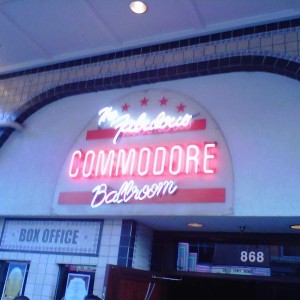 The Fabulous
COMMODORE
Ballroom
BOX OFFICE
868